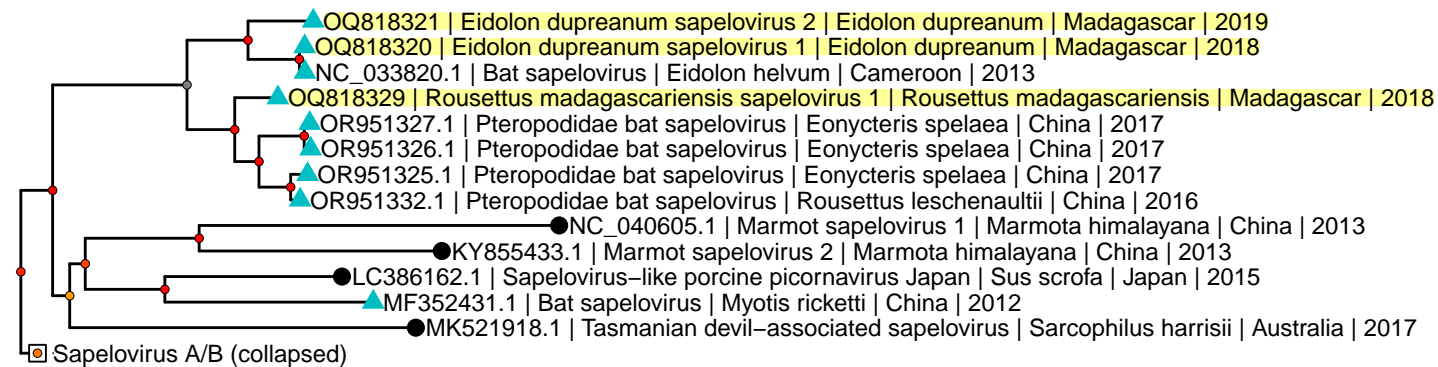 OQ818321 | Eidolon dupreanum sapelovirus 2 | Eidolon dupreanum | Madagascar | 2019
OQ818320 | Eidolon dupreanum sapelovirus 1 | Eidolon dupreanum | Madagascar | 2018
NC_033820.1 | Bat sapelovirus | Eidolon helvum | Cameroon | 2013
OQ818329 | Rousettus madagascariensis sapelovirus 1 | Rousettus madagascariensis | Madagascar | 2018
OR951327.1 | Pteropodidae bat sapelovirus | Eonycteris spelaea | China | 2017
OR951326.1 | Pteropodidae bat sapelovirus | Eonycteris spelaea | China | 2017
OR951325.1 | Pteropodidae bat sapelovirus | Eonycteris spelaea | China | 2017
OR951332.1 | Pteropodidae bat sapelovirus | Rousettus leschenaultii | China | 2016
NC_040605.1 | Marmot sapelovirus 1 | Marmota himalayana | China | 2013
KY855433.1 | Marmot sapelovirus 2 | Marmota himalayana | China | 2013
LC386162.1 | Sapelovirus−like porcine picornavirus Japan | Sus scrofa | Japan | 2015
MF352431.1 | Bat sapelovirus | Myotis ricketti | China | 2012
MK521918.1 | Tasmanian devil−associated sapelovirus | Sarcophilus harrisii | Australia | 2017
Sapelovirus A/B (collapsed)